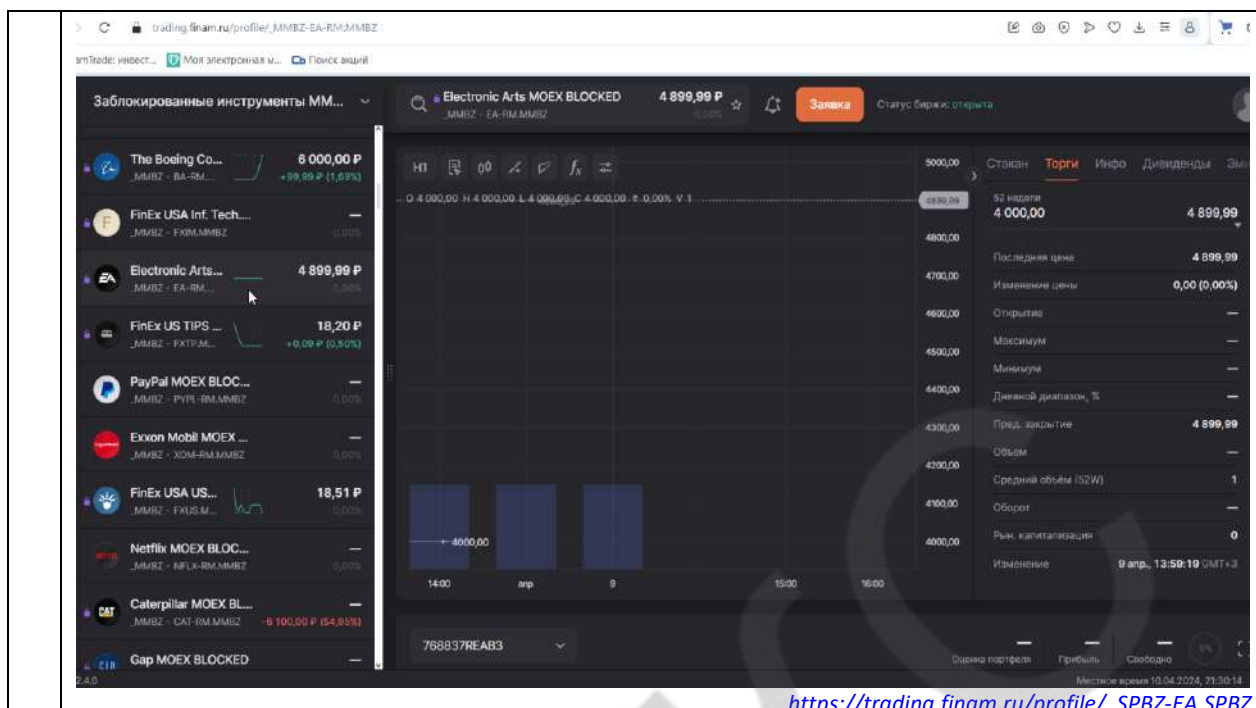 trading.finam.ru/profile/_MMBZ-EA-RM.MMBZ
amTrade: инвест... Моя электронная м... Поиск акций
Заблокированные инструменты ММ...
Electronic Arts MOEX BLOCKED 4 899,99 ₽ Заявка Статус биржи: открыта
_MMBZ - EA-RM.MMBZ 0,00%
The Boeing Co... 6 000,00 ₽
_MMBZ - BA-RM.... +99,99 ₽ (1,69%)
FinEx USA Inf. Tech.... —
_MMBZ - FXIM.MMBZ 0,00%
Electronic Arts... 4 899,99 ₽
_MMBZ - EA-RM.... 0,00%
FinEx US TIPS ... 18,20 ₽
_MMBZ - FXTP.M... +0,09 ₽ (0,50%)
PayPal MOEX BLOC... —
_MMBZ - PYPL-RM.MMBZ 0,00%
Exxon Mobil MOEX ... —
_MMBZ - XOM-RM.MMBZ 0,00%
FinEx USA US... 18,51 ₽
_MMBZ - FXUS.M... 0,00%
Netflix MOEX BLOC... —
_MMBZ - NFLX-RM.MMBZ 0,00%
Caterpillar MOEX BL... —
_MMBZ - CAT-RM.MMBZ -6 100,00 ₽ (54,85%)
Gap MOEX BLOCKED —
2.4.0
H1
O 4 000,00 H 4 000,00 L 4 000,00 C 4 000,00 0,00% V 1
5000,00
4899,99
4800,00
4700,00
4600,00
4500,00
4400,00
4300,00
4200,00
4100,00
4000,00
4000,00
14:00 апр 9 15:00 16:00
Стакан Торги Инфо Дивиденды Эми
52 недели
4 000,00 4 899,99
Последняя цена 4 899,99
Изменение цены 0,00 (0,00%)
Открытие —
Максимум —
Минимум —
Дневной диапазон, % —
Пред. закрытие 4 899,99
Объем —
Средний объём (52W) 1
Оборот —
Рын. капитализация 0
Изменение 9 апр., 13:59:19 GMT+3
768837REAB3
— — —
Оценка портфеля Прибыль Свободно
Местное время 10.04.2024, 21:30:14
https://trading.finam.ru/profile/_SPBZ-EA.SPBZ